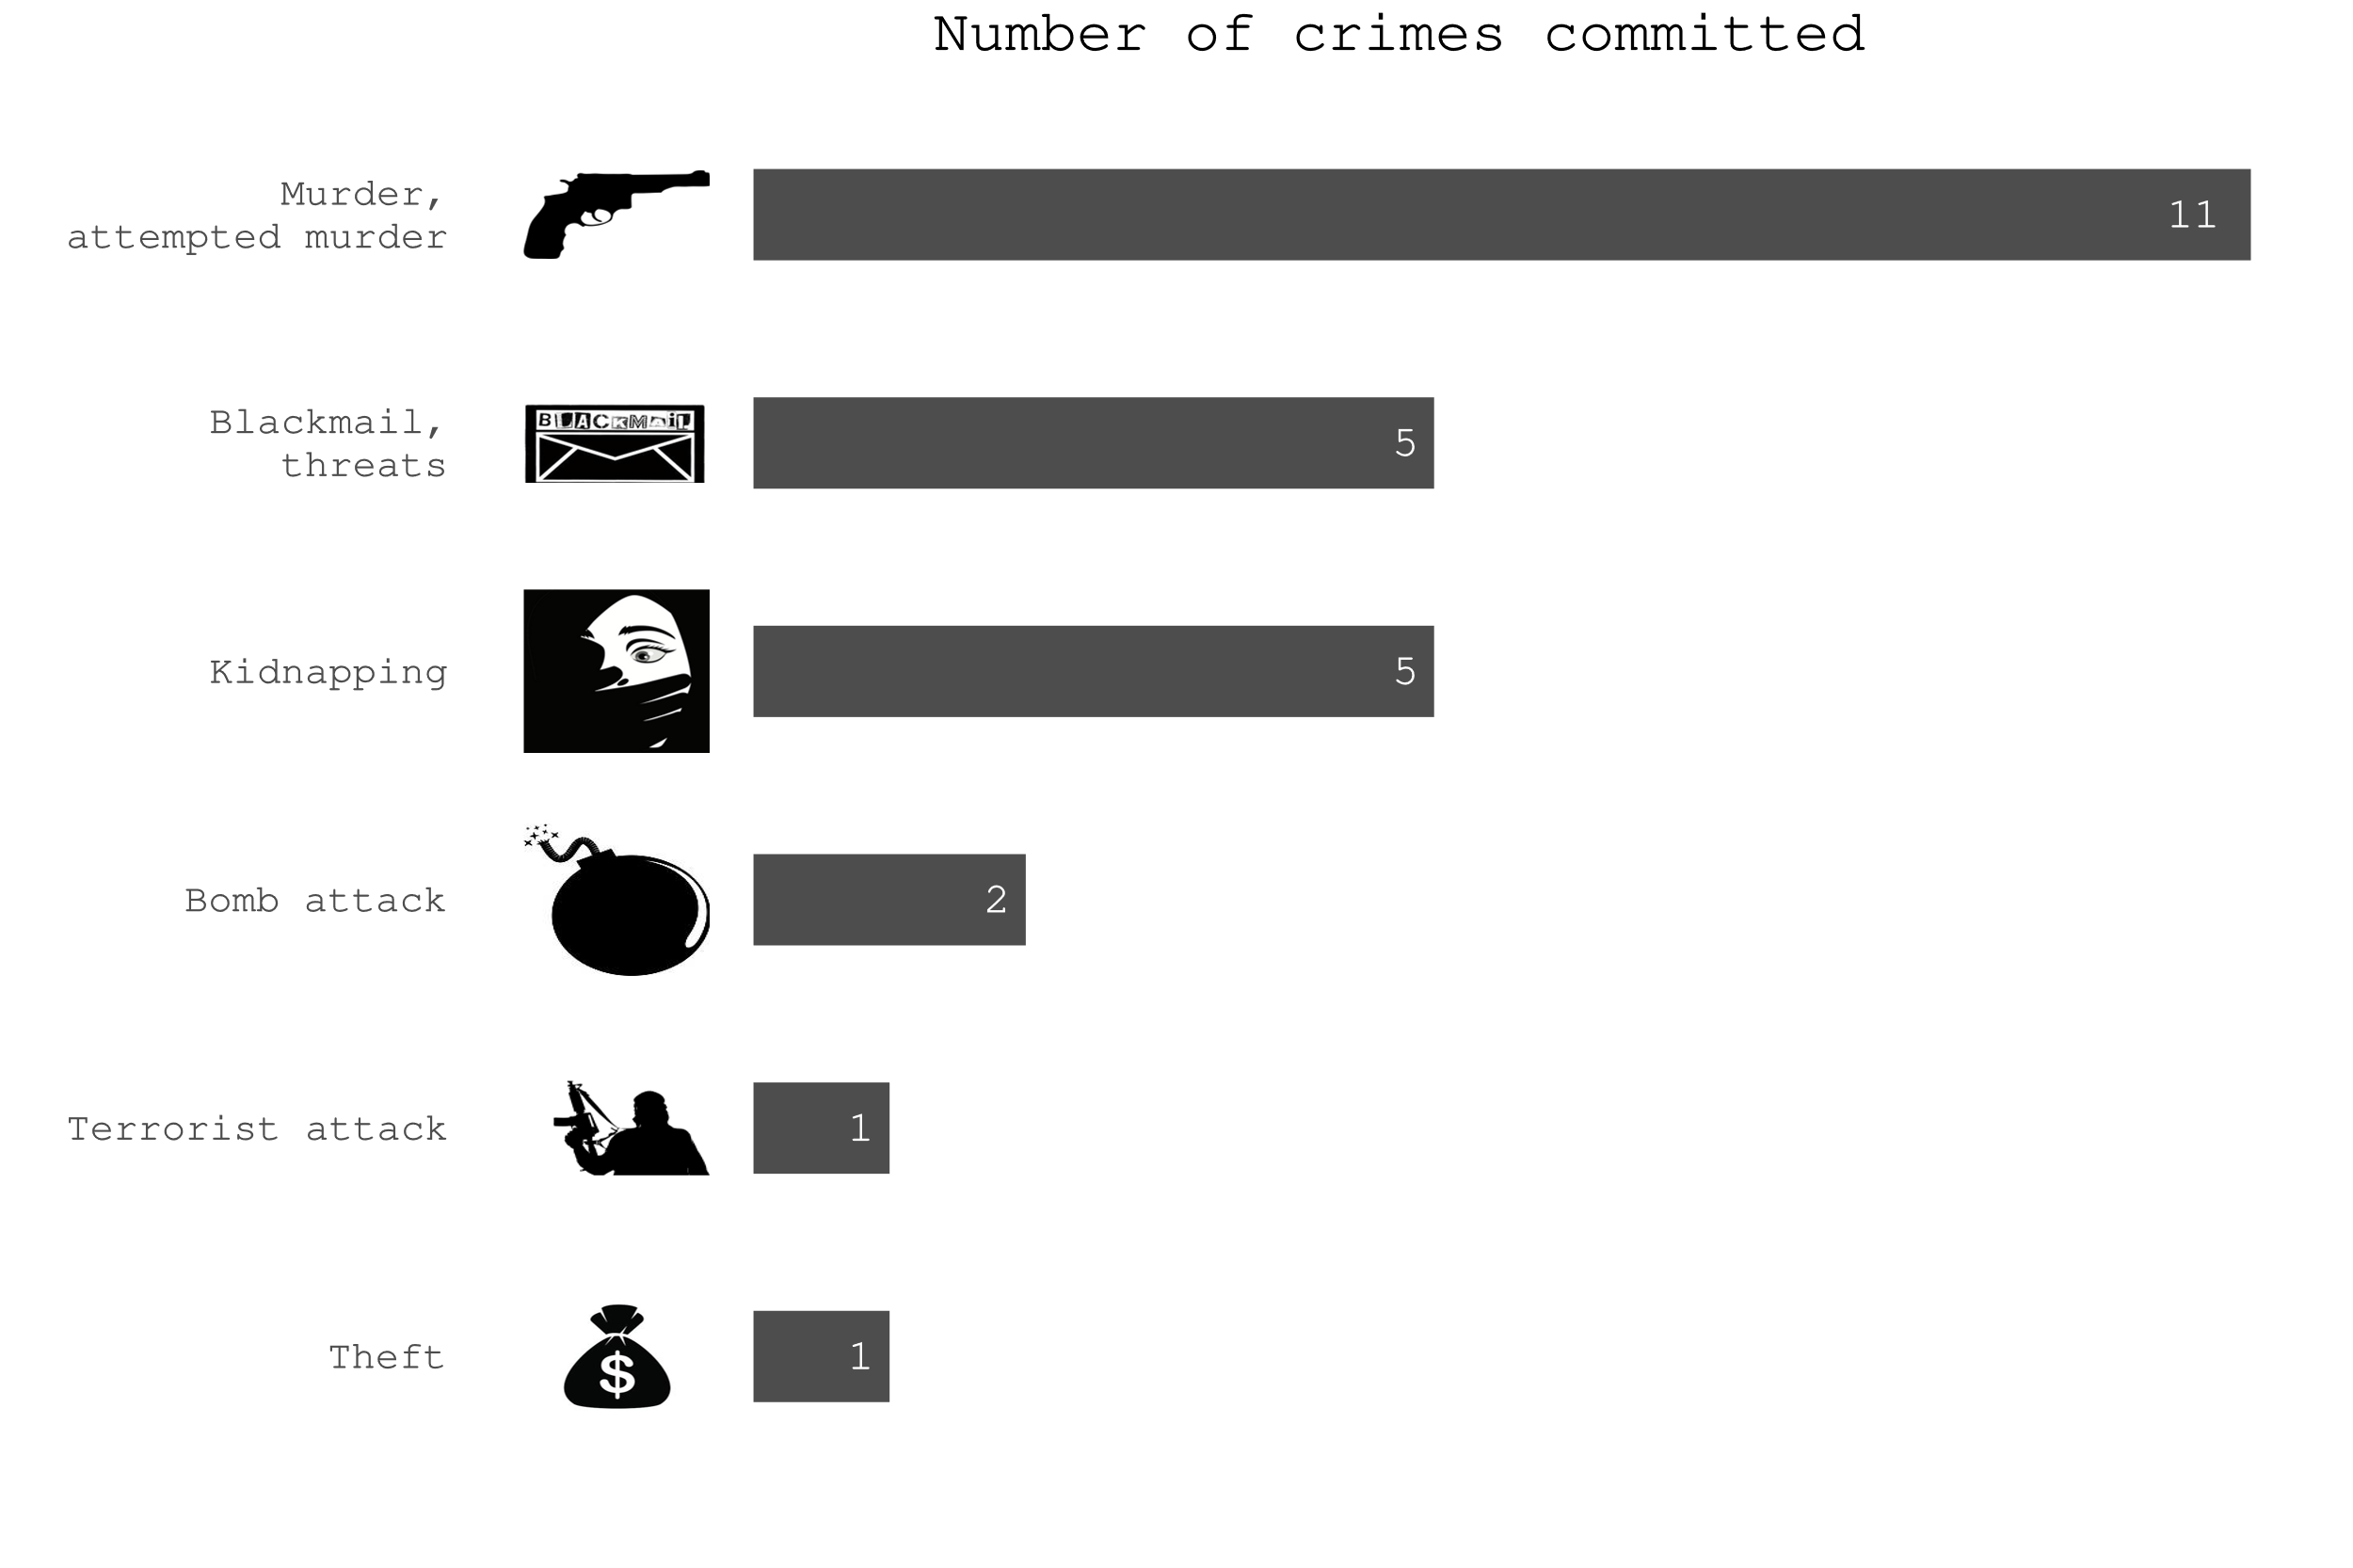 Number of crimes committed
Murder,
attempted murder
11
Blackmail,
threats
BLACKMAiL
5
Kidnapping
5
Bomb attack
2
Terrorist attack
1
Theft
$
1